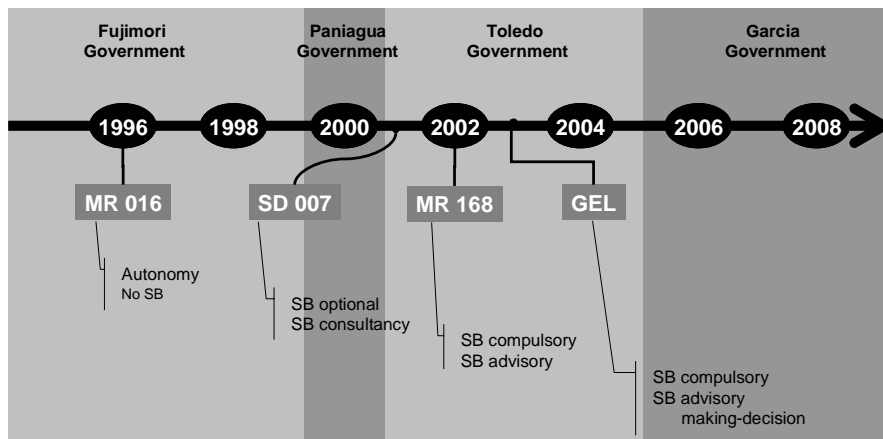 Fujimori
Government
Paniagua
Government
Toledo
Government
Garcia
Government
1996
1998
2000
2002
2004
2006
2008
MR 016
SD 007
MR 168
GEL
Autonomy
No SB
SB optional
SB consultancy
SB compulsory
SB advisory
SB compulsory
SB advisory
making-decision